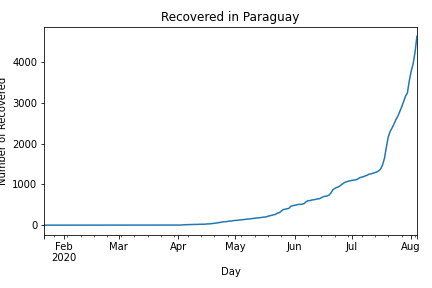 Recovered in Paraguay
Number of Recovered
4000
3000
2000
1000
0
Feb
2020
Mar
Apr
May
Jun
Jul
Aug
Day